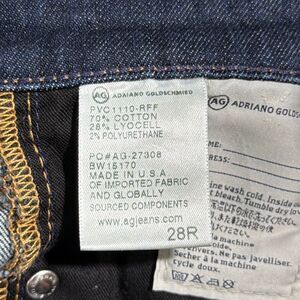 AG ADRIANO GOLDSCHMIED
PVC1110-RFF
70% COTTON
28% LYOCELL
2% POLYURETHANE
PO#AG-27308
BW15170
MADE IN U.S.A
OF IMPORTED FABRIC
AND GLOBALLY
SOURCED COMPONENTS
www.agjeans.com
28R
AG ADRIANO GOLDS
ME:
RESS:
ine wash cold. Inside
t bleach. Tumble dry lo
à machine
Ne pas javelliser.
Sécher à la machine
cycle doux.